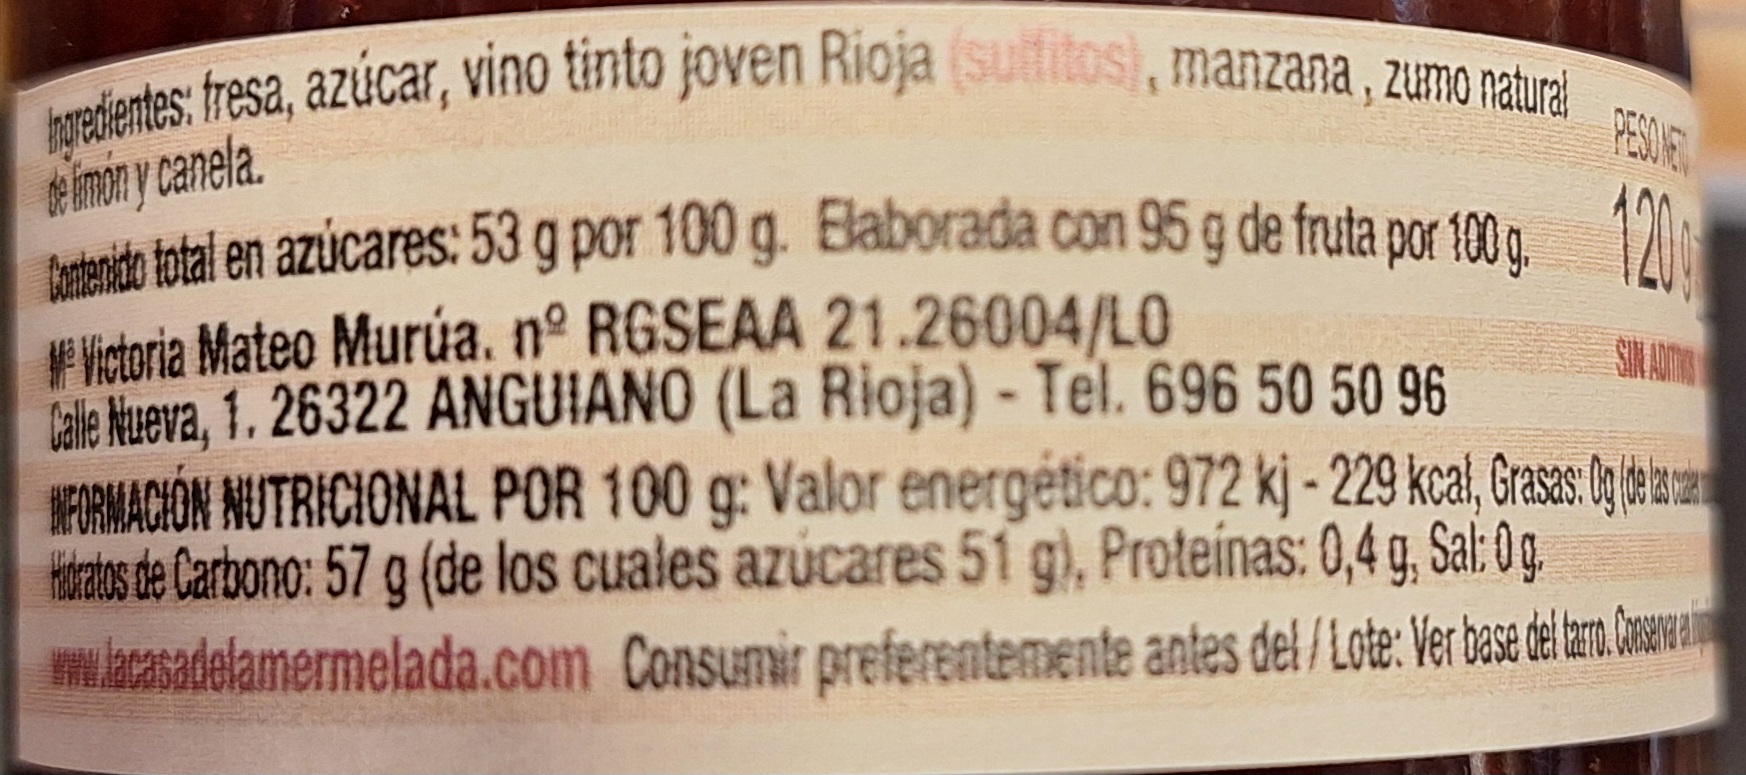 Ingredientes: fresa, azúcar, vino tinto joven Rioja (sulfitos), manzana, zumo natural
de limón y canela.
Contenido total en azúcares: 53 g por 100 g. Elaborada con 95 g de fruta por 100 g.
PESO NETO
120 g
Mª Victoria Mateo Murúa. nº RGSEAA 21.26004/LO
Calle Nueva, 1. 26322 ANGUIANO (La Rioja) - Tel. 696 50 50 96
SIN ADITIVOS
INFORMACIÓN NUTRICIONAL POR 100 g: Valor energético: 972 kj - 229 kcal, Grasas: 0g (de las cuales
Hidratos de Carbono: 57 g (de los cuales azúcares 51 g), Proteínas: 0,4 g, Sal: 0 g.
www.lacasadelamermelada.com Consumir preferentemente antes del / Lote: Ver base del tarro. Conservar en